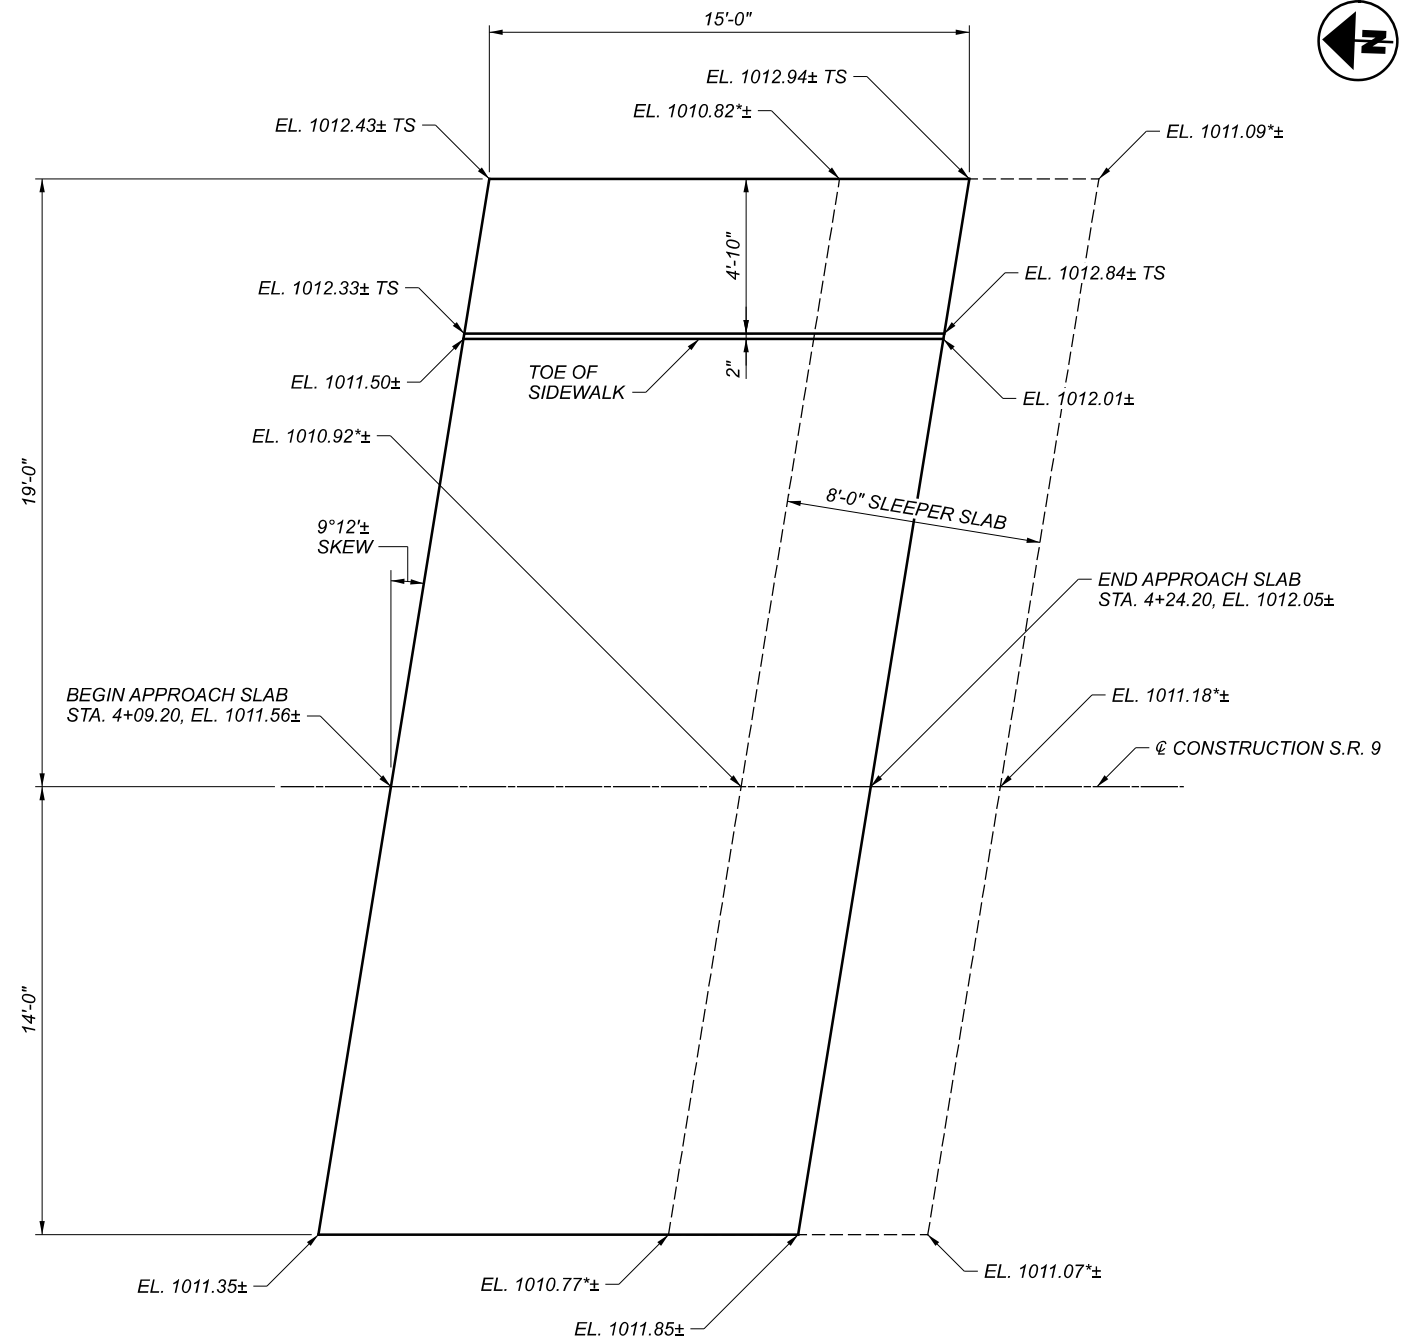 15'-0"
N
EL. 1012.94± TS
EL. 1010.82*±
EL. 1012.43± TS
EL. 1011.09*±
4'-10"
EL. 1012.84± TS
EL. 1012.33± TS
2"
TOE OF
SIDEWALK
EL. 1011.50±
EL. 1012.01±
EL. 1010.92*±
19'-0"
8'-0" SLEEPER SLAB
9°12'±
SKEW
END APPROACH SLAB
STA. 4+24.20, EL. 1012.05±
BEGIN APPROACH SLAB
STA. 4+09.20, EL. 1011.56±
EL. 1011.18*±
℄ CONSTRUCTION S.R. 9
14'-0"
EL. 1011.35±
EL. 1010.77*±
EL. 1011.07*±
EL. 1011.85±